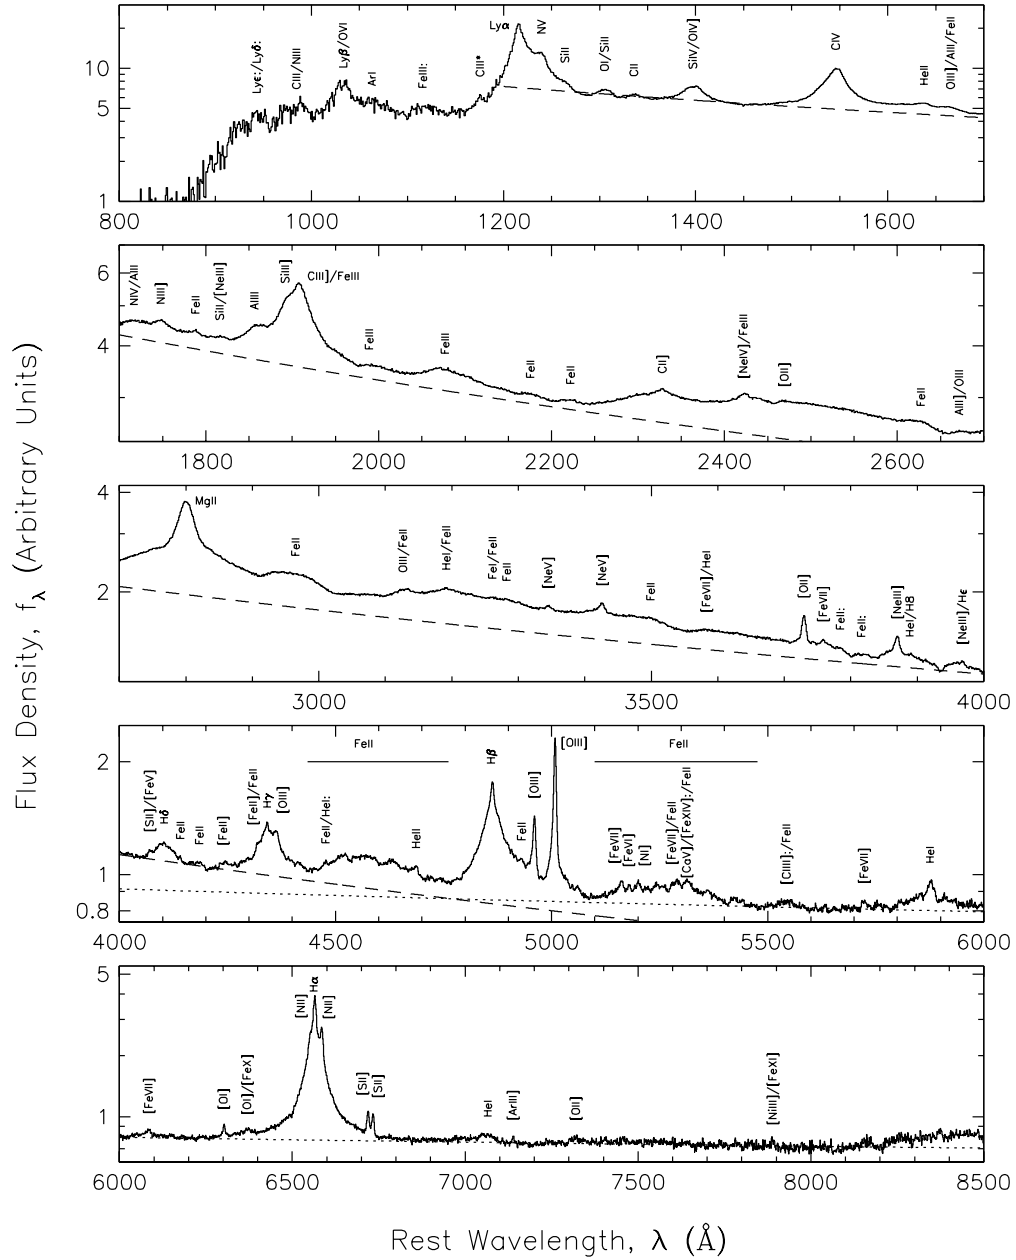 Flux Density, fλ (Arbitrary Units)
Lyε:/Lyδ:
CIII/NIII
Lyβ/OVI
ArI
FeIII:
CIII*
Lyα
NV
SiII
OI/SiII
CII
SiIV/OIV]
CIV
HeII
OIII]/AlII/FeII
10
5
1
800 1000 1200 1400 1600
NIV/AlII
NIII]
FeII
SiII/[NeIII]
AlIII
SiIII]
CIII]/FeIII
FeIII
FeIII
FeII
FeII
CII]
[NeIV]/FeIII
[OII]
FeII
AlII]/OIII
6
4
1800 2000 2200 2400 2600
MgII
FeII
OIII/FeII
HeI/FeII
FeI/FeII
FeII
[NeV]
[NeV]
FeII
[FeVII]/HeI
[OII]
[FeVII]
FeII:
FeII:
[NeIII]
HeI/H8
[NeIII]/Hε
4
2
3000 3500 4000
[SII]/[FeV]
Hδ
FeII
FeII
[FeII]
[FeII]/FeII
Hγ
[OIII]
FeII
FeII/HeI:
HeII
Hβ
FeII
[OIII]
[OIII]
FeII
[FeVII]
[FeVI]
[NI]
[FeVII]/FeII
[CaV]/[FeXIV]:/FeII
[ClIII]:/FeII
[FeVII]
HeI
2
1
0.8
4000 4500 5000 5500 6000
[FeVII]
[OI]
[OI]/[FeX]
[NII]
Hα
[NII]
[SII]
[SII]
HeI
[ArIII]
[OII]
[NiIII]/[FeXI]
5
1
6000 6500 7000 7500 8000 8500
Rest Wavelength, λ (Å)